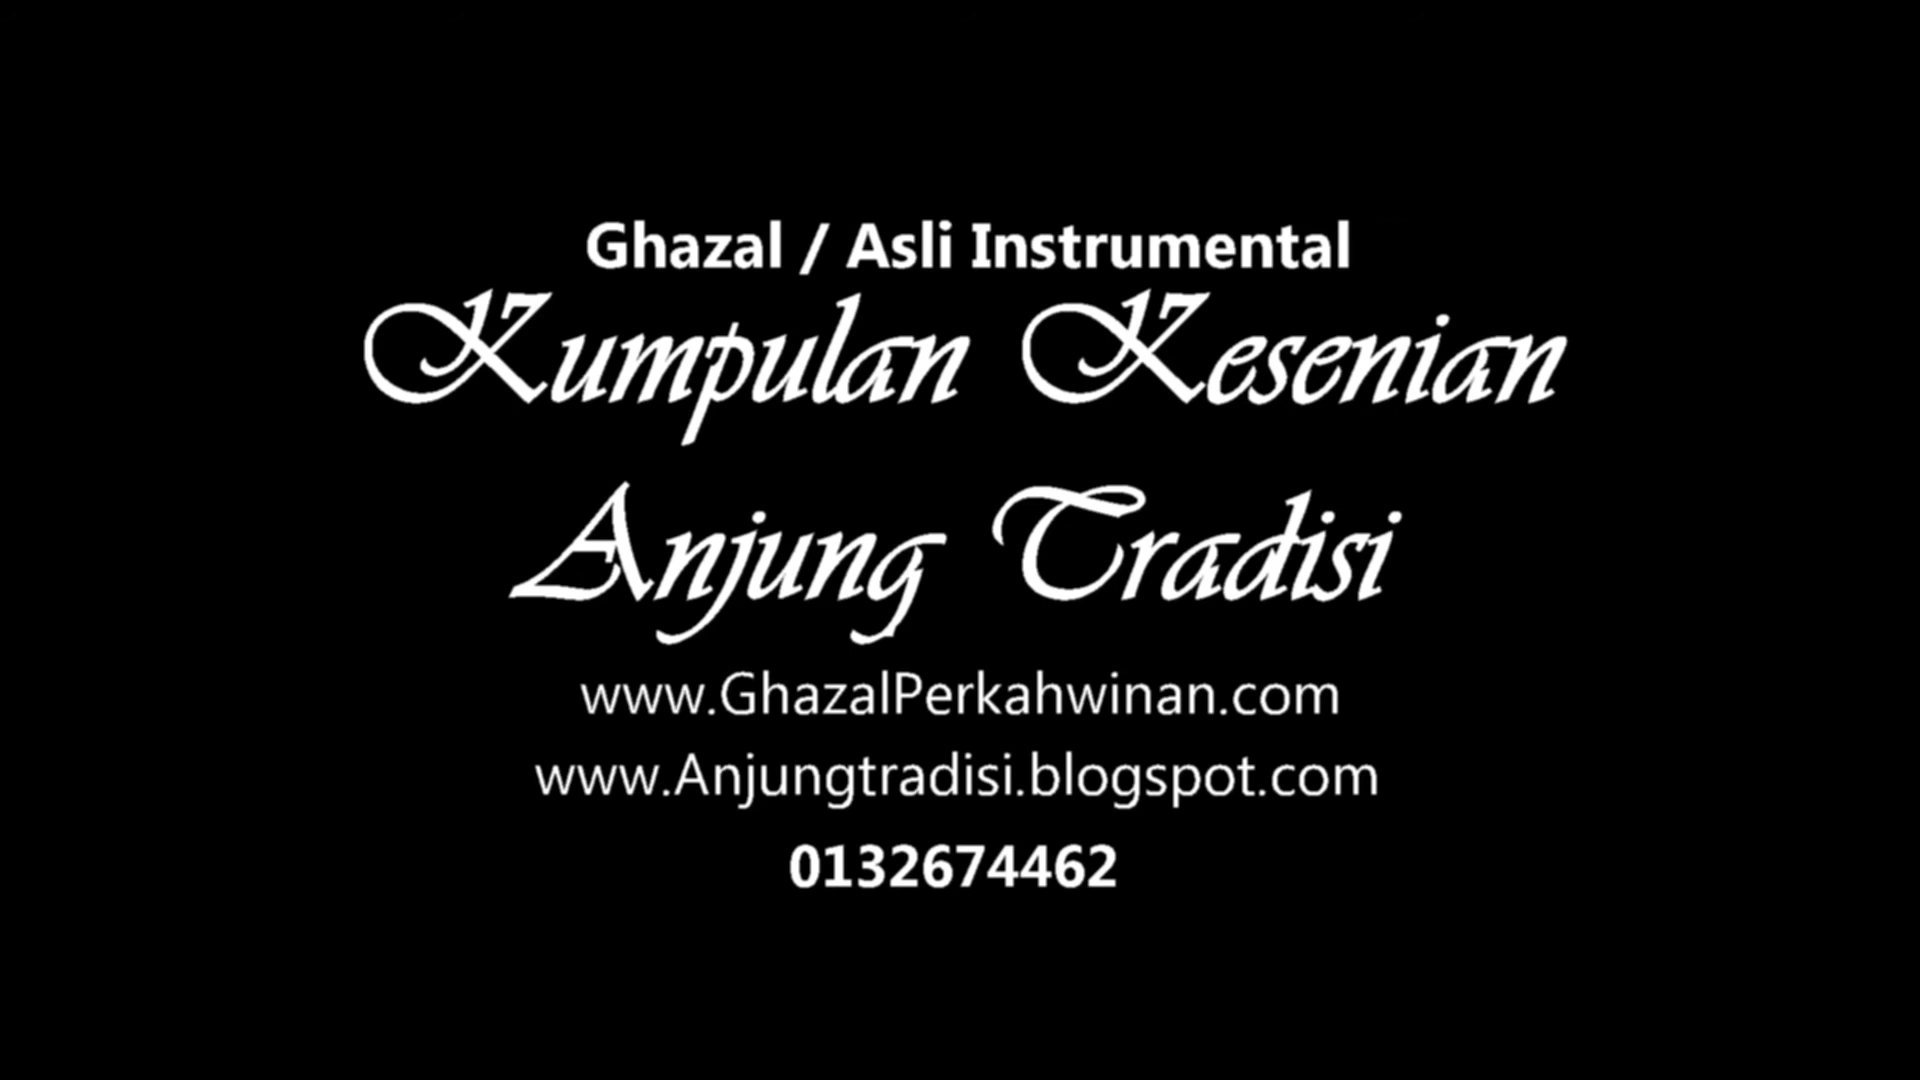 Ghazal / Asli Instrumental
Kumpulan Kesenian
Anjung Tradisi
www.GhazalPerkahwinan.com
www.Anjungtradisi.blogspot.com
0132674462